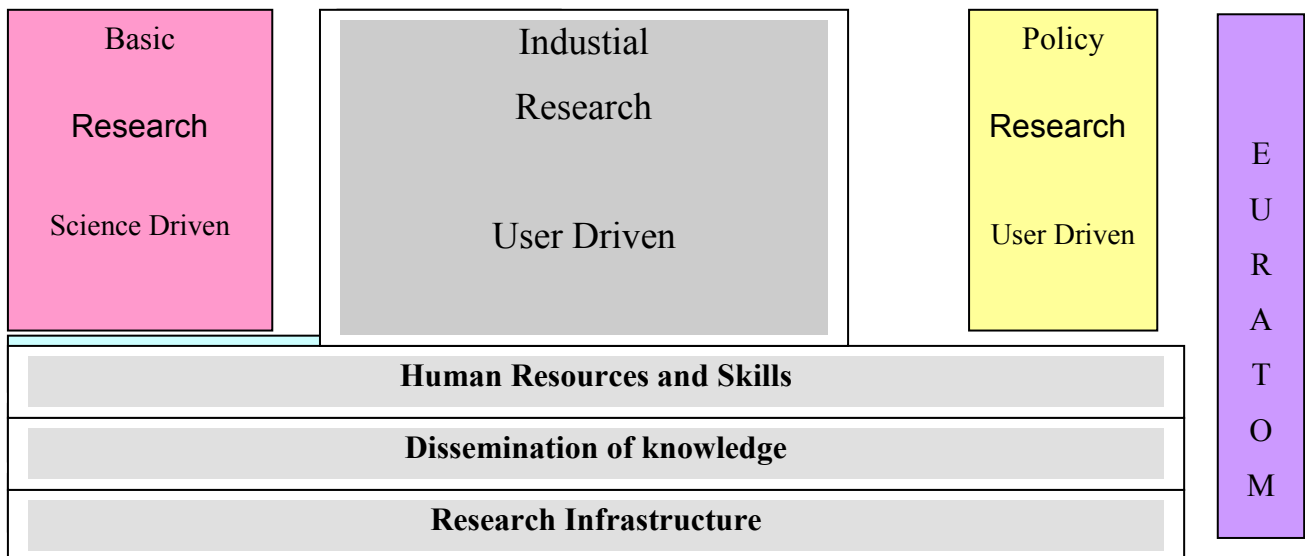 Basic
Research
Science Driven
Industial
Research
User Driven
Policy
Research
User Driven
E
U
R
A
T
O
M
Human Resources and Skills
Dissemination of knowledge
Research Infrastructure